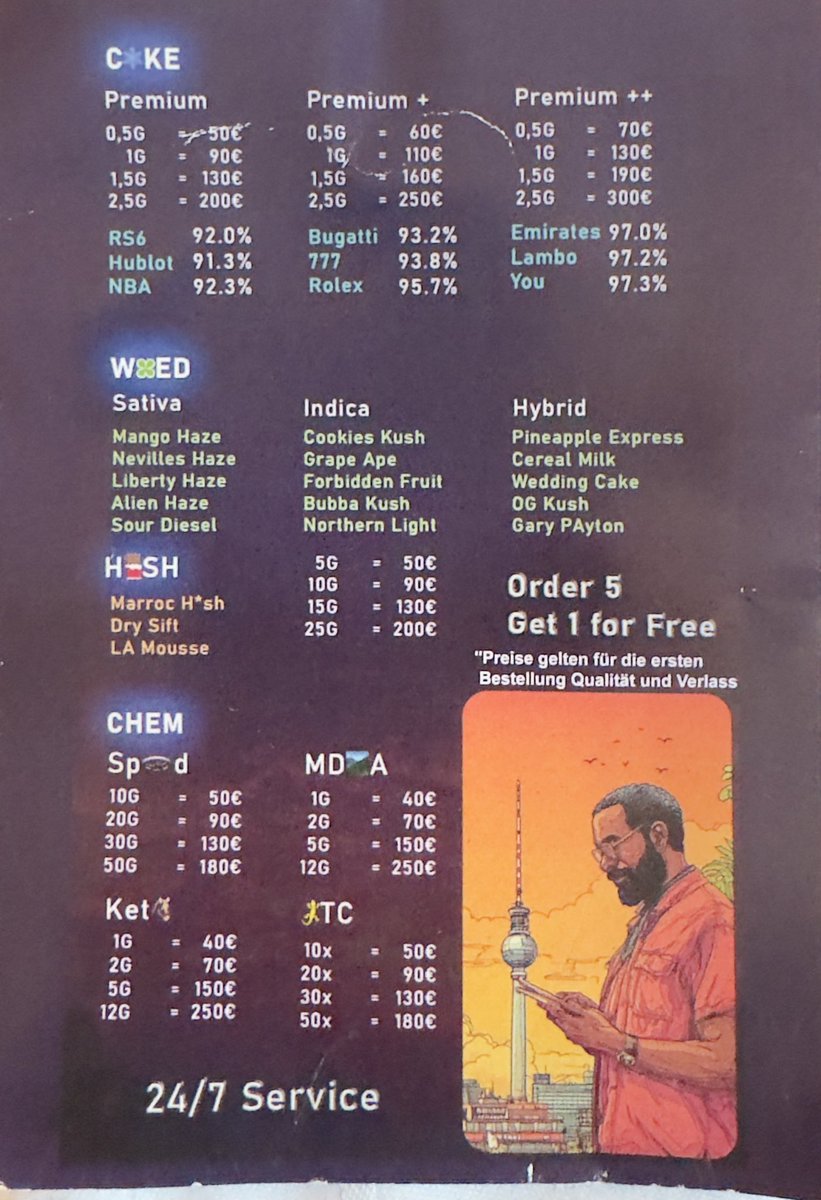 C*KE
Premium
0,5G = 50€
1G = 90€
1,5G = 130€
2,5G = 200€
RS6 92.0%
Hublot 91.3%
NBA 92.3%
Premium +
0,5G = 60€
1G = 110€
1,5G = 160€
2,5G = 250€
Bugatti 93.2%
777 93.8%
Rolex 95.7%
Premium ++
0,5G = 70€
1G = 130€
1,5G = 190€
2,5G = 300€
Emirates 97.0%
Lambo 97.2%
You 97.3%
W🍀ED
Sativa
Mango Haze
Nevilles Haze
Liberty Haze
Alien Haze
Sour Diesel
Indica
Cookies Kush
Grape Ape
Forbidden Fruit
Bubba Kush
Northern Light
Hybrid
Pineapple Express
Cereal Milk
Wedding Cake
OG Kush
Gary PAyton
H🍫SH
Marroc H*sh
Dry Sift
LA Mousse
5G = 50€
10G = 90€
15G = 130€
25G = 200€
Order 5
Get 1 for Free
"Preise gelten für die ersten
Bestellung Qualität und Verlass
CHEM
Sp d
10G = 50€
20G = 90€
30G = 130€
50G = 180€
MD A
1G = 40€
2G = 70€
5G = 150€
12G = 250€
Ket
1G = 40€
2G = 70€
5G = 150€
12G = 250€
TC
10x = 50€
20x = 90€
30x = 130€
50x = 180€
24/7 Service